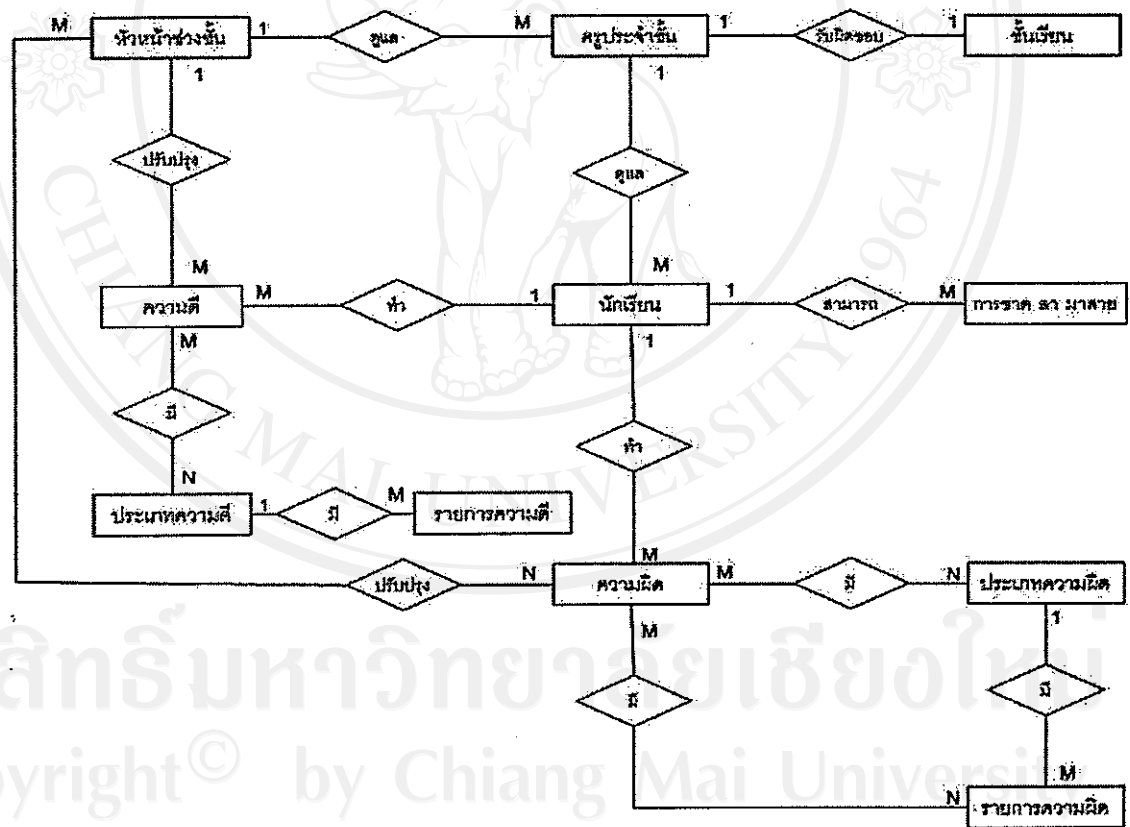 M หัวหน้าช่วงชั้น 1 ดูแล M ครูประจำชั้น 1 รับผิดชอบ 1 ชั้นเรียน
1 1
ปรับปรุง ดูแล
M M
ความดี M ทำ 1 นักเรียน 1 สามารถ M การขาด ลา มาสาย
M 1
มี ทำ
N
ประเภทความดี 1 มี M รายการความดี
M
ปรับปรุง N ความผิด M มี N ประเภทความผิด
M 1
มี มี
M
N รายการความผิด
CHIANG MAI UNIVERSITY 1964
สิทธิ์มหาวิทยาลัยเชียงใหม่
pyright© by Chiang Mai University